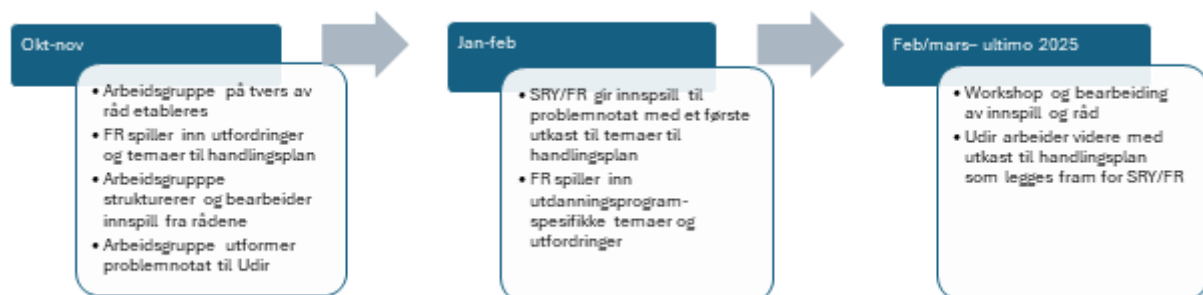 Okt-nov
• Arbeidsgruppe på tvers av
råd etableres
• FR spiller inn utfordringer
og temaer til handlingsplan
• Arbeidsgrupppe
strukturerer og bearbeider
innspill fra rådene
• Arbeidsgruppe utformer
problemnotat til Udir
Jan-feb
• SRY/FR gir innspsill til
problemnotat med et første
utkast til temaer til
handlingsplan
• FR spiller inn
utdanningsprogram-
spesifikke temaer og
utfordringer
Feb/mars– ultimo 2025
• Workshop og bearbeiding
av innspill og råd
• Udir arbeider videre med
utkast til handlingsplan
som legges fram for SRY/FR